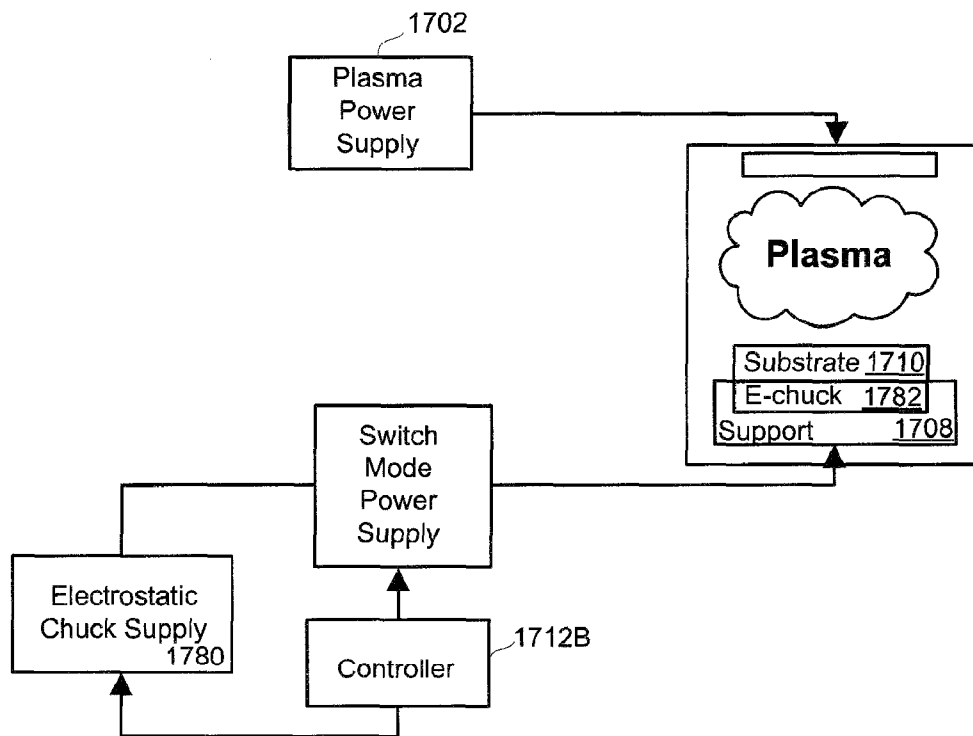 1702
Plasma
Power
Supply
Plasma
Substrate 1710
E-chuck 1782
Support 1708
Switch
Mode
Power
Supply
Electrostatic
Chuck Supply
1780
1712B
Controller